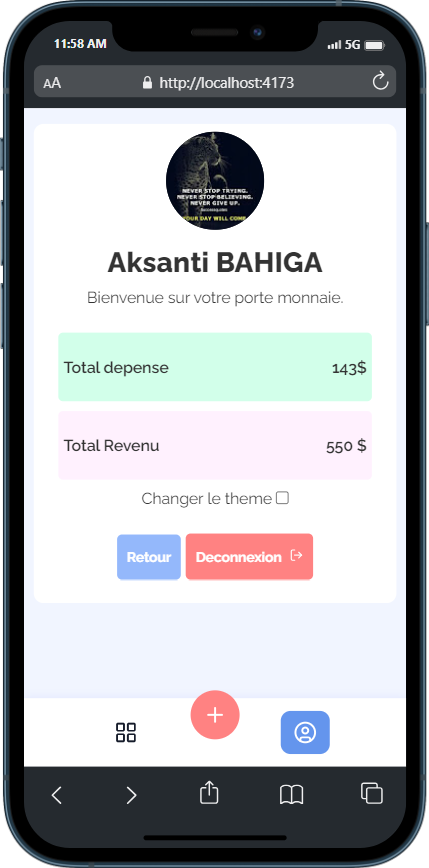 11:58 AM
5G
AA
http://localhost:4173
NEVER STOP TRYING.
NEVER STOP BELIEVING.
NEVER GIVE UP.
YOUR DAY WILL COME
Aksanti BAHIGA
Bienvenue sur votre porte monnaie.
Total depense 143$
Total Revenu 550 $
Changer le theme
Retour Deconnexion